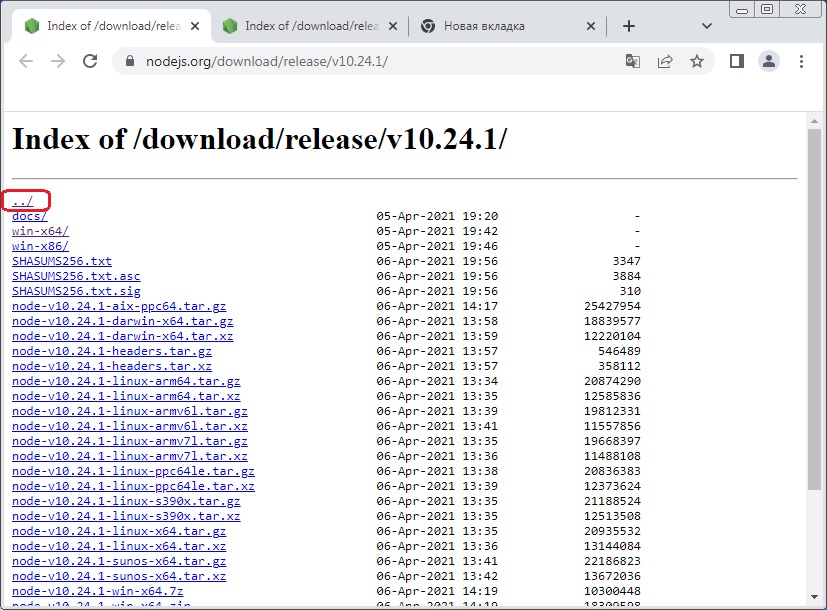 Index of /download/relea
Index of /download/relea
Новая вкладка
nodejs.org/download/release/v10.24.1/
Index of /download/release/v10.24.1/
../
docs/ 05-Apr-2021 19:20 -
win-x64/ 05-Apr-2021 19:42 -
win-x86/ 05-Apr-2021 19:46 -
SHASUMS256.txt 06-Apr-2021 19:56 3347
SHASUMS256.txt.asc 06-Apr-2021 19:56 3884
SHASUMS256.txt.sig 06-Apr-2021 19:56 310
node-v10.24.1-aix-ppc64.tar.gz 06-Apr-2021 14:17 25427954
node-v10.24.1-darwin-x64.tar.gz 06-Apr-2021 13:58 18839577
node-v10.24.1-darwin-x64.tar.xz 06-Apr-2021 13:59 12220104
node-v10.24.1-headers.tar.gz 06-Apr-2021 13:57 546489
node-v10.24.1-headers.tar.xz 06-Apr-2021 13:57 358112
node-v10.24.1-linux-arm64.tar.gz 06-Apr-2021 13:34 20874290
node-v10.24.1-linux-arm64.tar.xz 06-Apr-2021 13:35 12585836
node-v10.24.1-linux-armv6l.tar.gz 06-Apr-2021 13:39 19812331
node-v10.24.1-linux-armv6l.tar.xz 06-Apr-2021 13:41 11557856
node-v10.24.1-linux-armv7l.tar.gz 06-Apr-2021 13:35 19668397
node-v10.24.1-linux-armv7l.tar.xz 06-Apr-2021 13:36 11488108
node-v10.24.1-linux-ppc64le.tar.gz 06-Apr-2021 13:38 20836383
node-v10.24.1-linux-ppc64le.tar.xz 06-Apr-2021 13:39 12373624
node-v10.24.1-linux-s390x.tar.gz 06-Apr-2021 13:35 21188524
node-v10.24.1-linux-s390x.tar.xz 06-Apr-2021 13:35 12513508
node-v10.24.1-linux-x64.tar.gz 06-Apr-2021 13:35 20935532
node-v10.24.1-linux-x64.tar.xz 06-Apr-2021 13:36 13144084
node-v10.24.1-sunos-x64.tar.gz 06-Apr-2021 13:41 22186823
node-v10.24.1-sunos-x64.tar.xz 06-Apr-2021 13:42 13672036
node-v10.24.1-win-x64.7z 06-Apr-2021 14:19 10300448
node-v10.24.1-win-x64.zip 06-Apr-2021 14:19 18309598